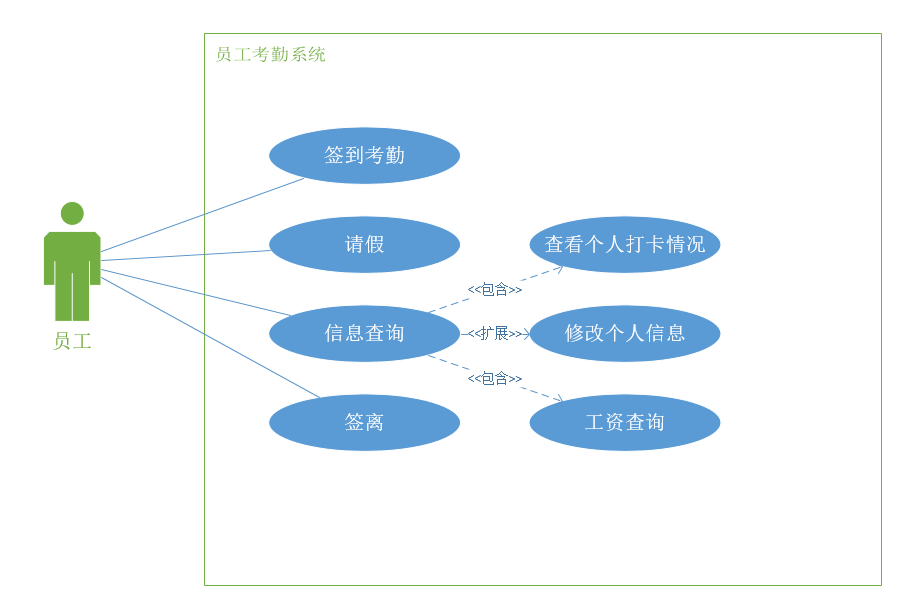 员工考勤系统
签到考勤
请假
查看个人打卡情况
<<包含>>
信息查询
<<扩展>>
修改个人信息
员工
<<包含>>
签离
工资查询